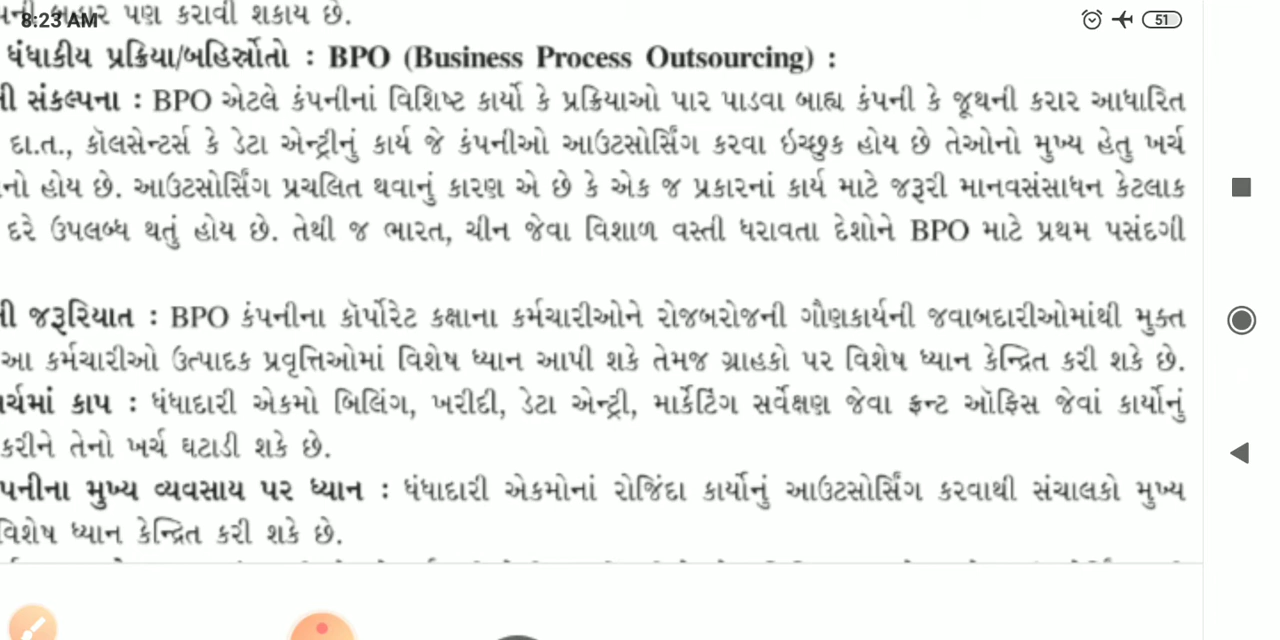 પણ કરાવી શકાય છે.
8:23 AM
51
ધંધાકીય પ્રક્રિયા/બહિર્સ્રોતો : BPO (Business Process Outsourcing) :
ની સંકલ્પના : BPO એટલે કંપનીનાં વિશિષ્ટ કાર્યો કે પ્રક્રિયાઓ પાર પાડવા બાહ્ય કંપની કે જૂથની કરાર આધારિત
દા.ત., કૉલસેન્ટર્સ કે ડેટા એન્ટ્રીનું કાર્ય જે કંપનીઓ આઉટસોર્સિંગ કરવા ઇચ્છુક હોય છે તેઓનો મુખ્ય હેતુ ખર્ચ
નો હોય છે. આઉટસોર્સિંગ પ્રચલિત થવાનું કારણ એ છે કે એક જ પ્રકારનાં કાર્ય માટે જરૂરી માનવસંસાધન કેટલાક
દરે ઉપલબ્ધ થતું હોય છે. તેથી જ ભારત, ચીન જેવા વિશાળ વસ્તી ધરાવતા દેશોને BPO માટે પ્રથમ પસંદગી
ની જરૂરિયાત : BPO કંપનીના કૉર્પોરેટ કક્ષાના કર્મચારીઓને રોજબરોજની ગૌણકાર્યની જવાબદારીઓમાંથી મુક્ત
આ કર્મચારીઓ ઉત્પાદક પ્રવૃત્તિઓમાં વિશેષ ધ્યાન આપી શકે તેમજ ગ્રાહકો પર વિશેષ ધ્યાન કેન્દ્રિત કરી શકે છે.
ર્ચમાં કાપ : ધંધાદારી એકમો બિલિંગ, ખરીદી, ડેટા એન્ટ્રી, માર્કેટિંગ સર્વેક્ષણ જેવા ફ્રન્ટ ઑફિસ જેવાં કાર્યોનું
કરીને તેનો ખર્ચ ઘટાડી શકે છે.
પનીના મુખ્ય વ્યવસાય પર ધ્યાન : ધંધાદારી એકમોનાં રોજિંદા કાર્યોનું આઉટસોર્સિંગ કરવાથી સંચાલકો મુખ્ય
વિશેષ ધ્યાન કેન્દ્રિત કરી શકે છે.